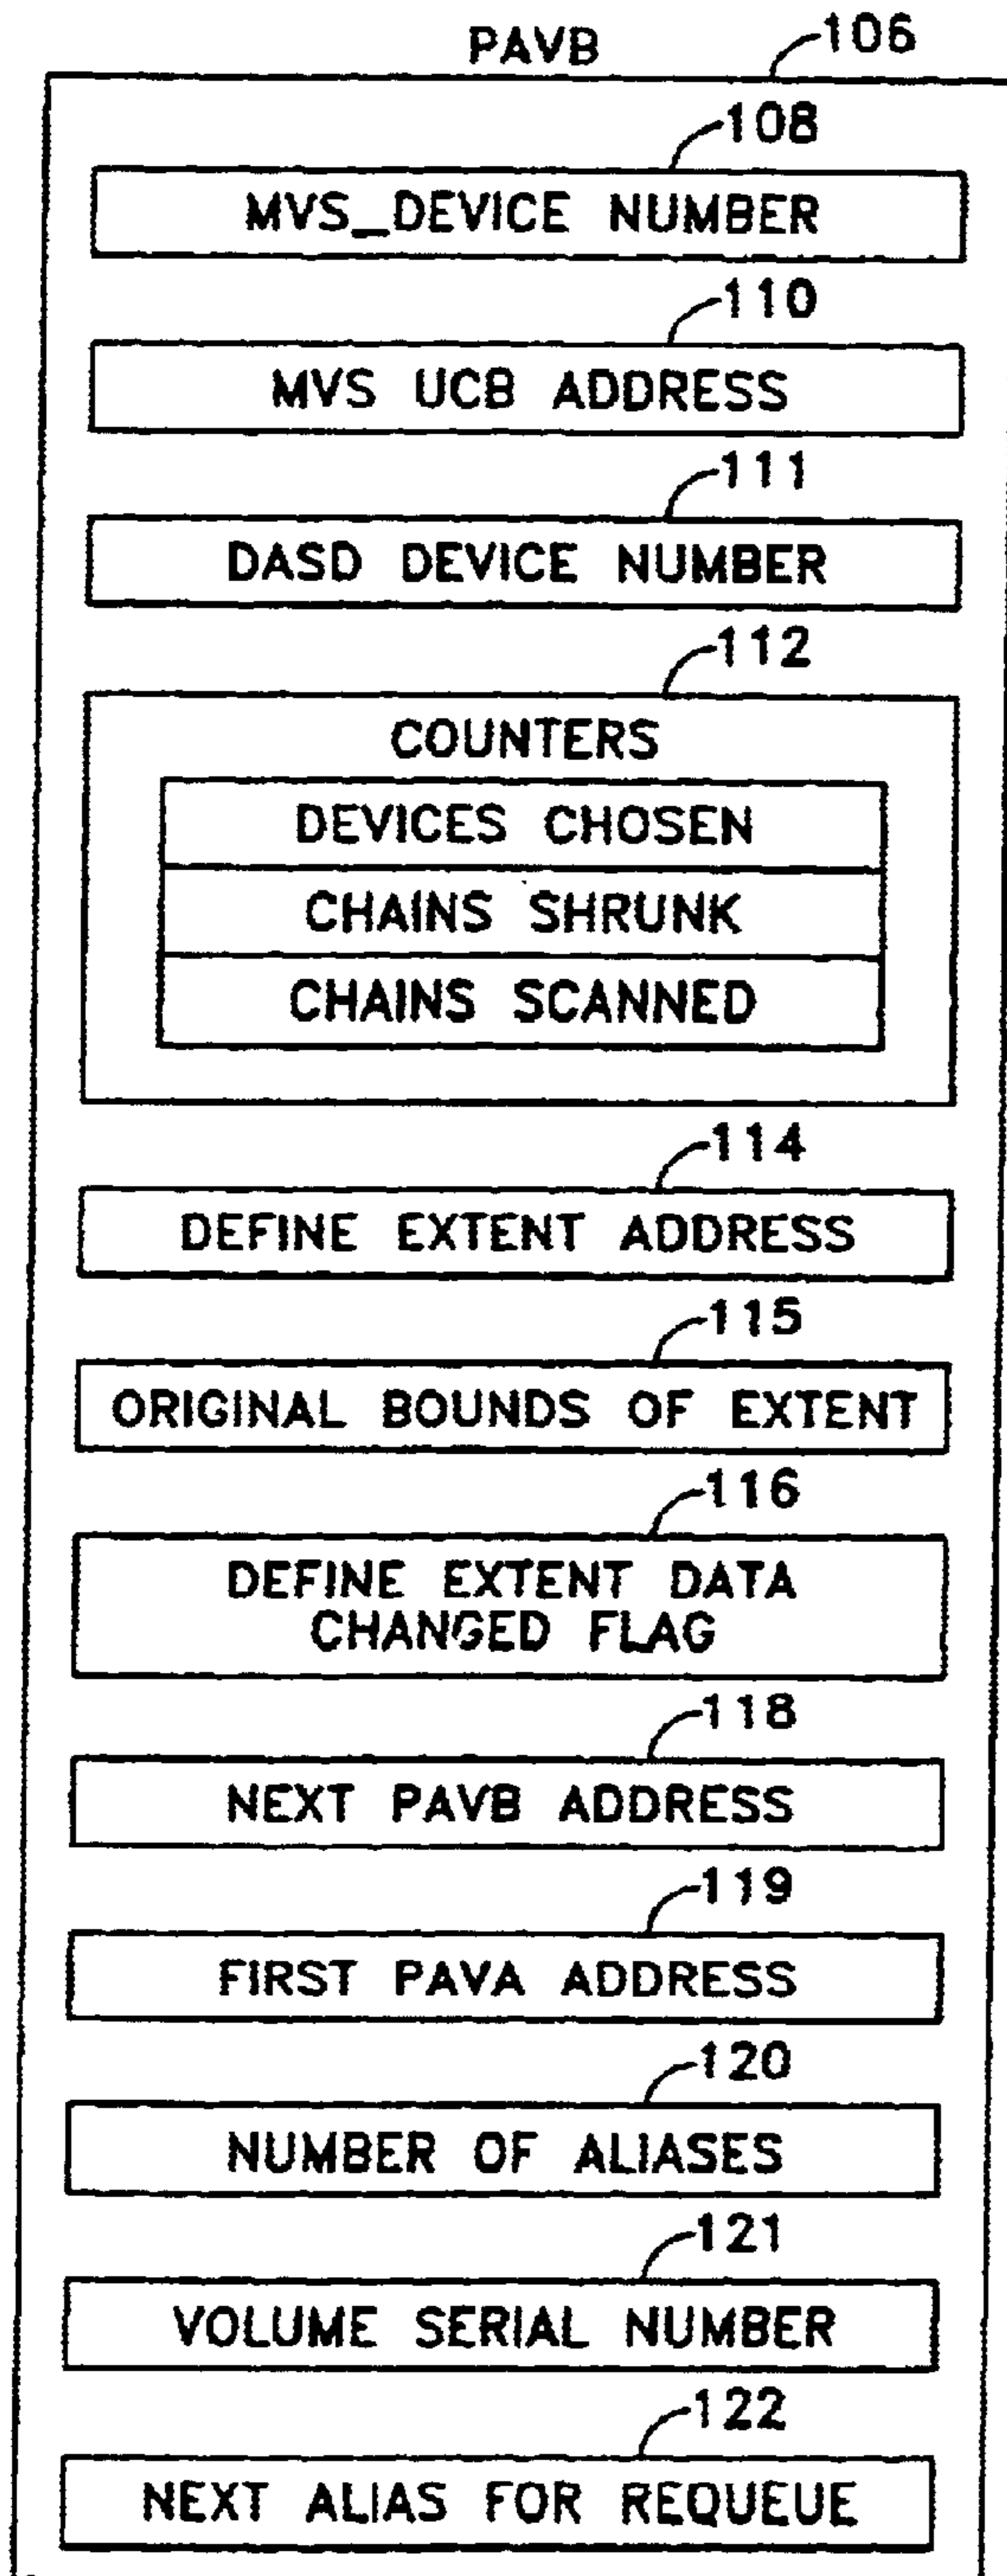 PAVB 106
108
MVS_DEVICE NUMBER
110
MVS UCB ADDRESS
111
DASD DEVICE NUMBER
112
COUNTERS
DEVICES CHOSEN
CHAINS SHRUNK
CHAINS SCANNED
114
DEFINE EXTENT ADDRESS
115
ORIGINAL BOUNDS OF EXTENT
116
DEFINE EXTENT DATA
CHANGED FLAG
118
NEXT PAVB ADDRESS
119
FIRST PAVA ADDRESS
120
NUMBER OF ALIASES
121
VOLUME SERIAL NUMBER
122
NEXT ALIAS FOR REQUEUE